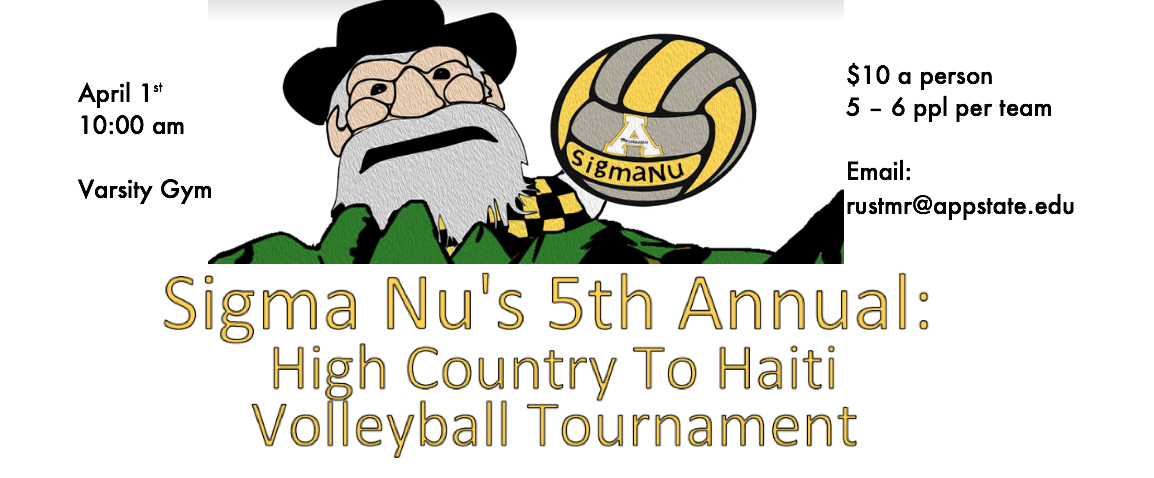 April 1st
10:00 am
Varsity Gym
A
SigmaNu
$10 a person
5 – 6 ppl per team
Email:
rustmr@appstate.edu
Sigma Nu's 5th Annual:
High Country To Haiti
Volleyball Tournament